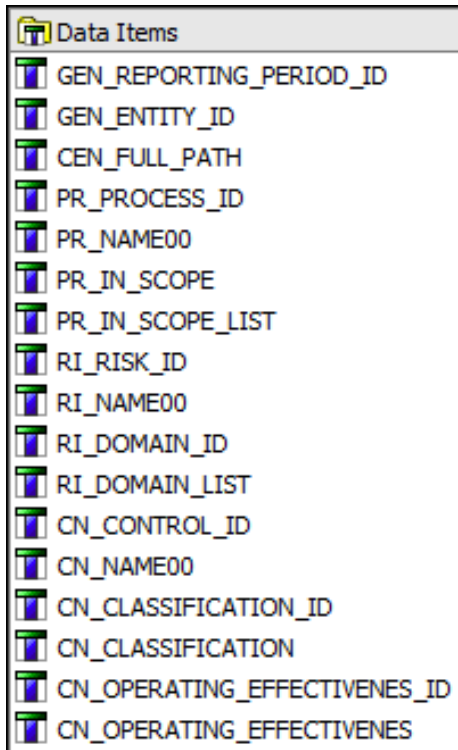 Data Items
GEN_REPORTING_PERIOD_ID
GEN_ENTITY_ID
CEN_FULL_PATH
PR_PROCESS_ID
PR_NAME00
PR_IN_SCOPE
PR_IN_SCOPE_LIST
RI_RISK_ID
RI_NAME00
RI_DOMAIN_ID
RI_DOMAIN_LIST
CN_CONTROL_ID
CN_NAME00
CN_CLASSIFICATION_ID
CN_CLASSIFICATION
CN_OPERATING_EFFECTIVENES_ID
CN_OPERATING_EFFECTIVENES